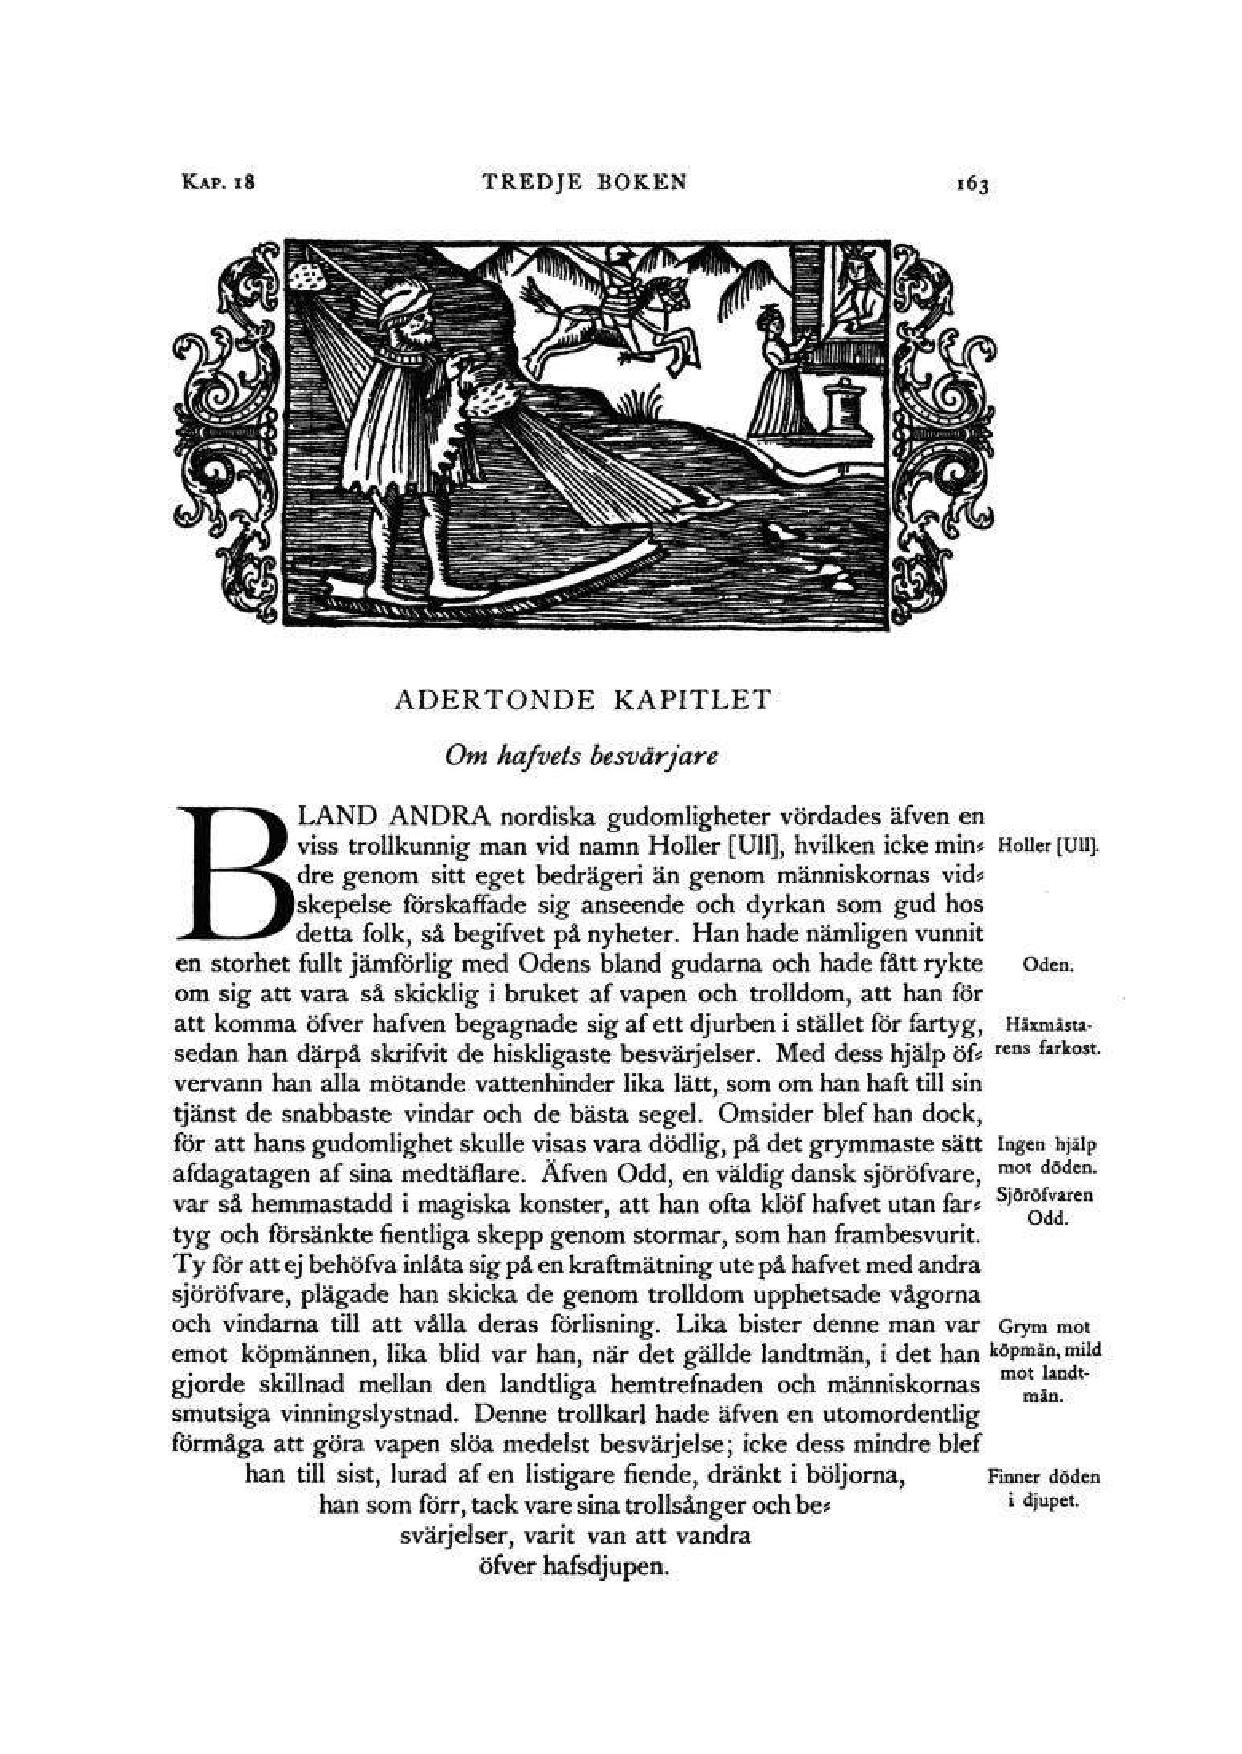 KAP. 18 TREDJE BOKEN 163
ADERTONDE KAPITLET
Om hafvets besvärjare
BLAND ANDRA nordiska gudomligheter vördades äfven en
viss trollkunnig man vid namn Holler [Ull], hvilken icke min-
Holler [Ull].
dre genom sitt eget bedrägeri än genom människornas vid-
skepelse förskaffade sig anseende och dyrkan som gud hos
detta folk, så begifvet på nyheter. Han hade nämligen vunnit
en storhet fullt jämförlig med Odens bland gudarna och hade fått rykte
Oden.
om sig att vara så skicklig i bruket af vapen och trolldom, att han för
att komma öfver hafven begagnade sig af ett djurben i stället för fartyg,
Häxmästa-
sedan han därpå skrifvit de hiskligaste besvärjelser. Med dess hjälp öf-
rens farkost.
vervann han alla mötande vattenhinder lika lätt, som om han haft till sin
tjänst de snabbaste vindar och de bästa segel. Omsider blef han dock,
för att hans gudomlighet skulle visas vara dödlig, på det grymmaste sätt
Ingen hjälp
afdagatagen af sina medtäflare. Äfven Odd, en väldig dansk sjöröfvare,
mot döden.
var så hemmastadd i magiska konster, att han ofta klöf hafvet utan far-
Sjöröfvaren
Odd.
tyg och försänkte fientliga skepp genom stormar, som han frambesvurit.
Ty för att ej behöfva inlåta sig på en kraftmätning ute på hafvet med andra
sjöröfvare, plägade han skicka de genom trolldom upphetsade vågorna
och vindarna till att vålla deras förlisning. Lika bister denne man var
Grym mot
emot köpmännen, lika blid var han, när det gällde landtmän, i det han
köpmän, mild
gjorde skillnad mellan den landtliga hemtrefnaden och människornas
mot landt-
män.
smutsiga vinningslystnad. Denne trollkarl hade äfven en utomordentlig
förmåga att göra vapen slöa medelst besvärjelse; icke dess mindre blef
han till sist, lurad af en listigare fiende, dränkt i böljorna,
Finner döden
han som förr, tack vare sina trollsånger och be-
i djupet.
svärjelser, varit van att vandra
öfver hafsdjupen.